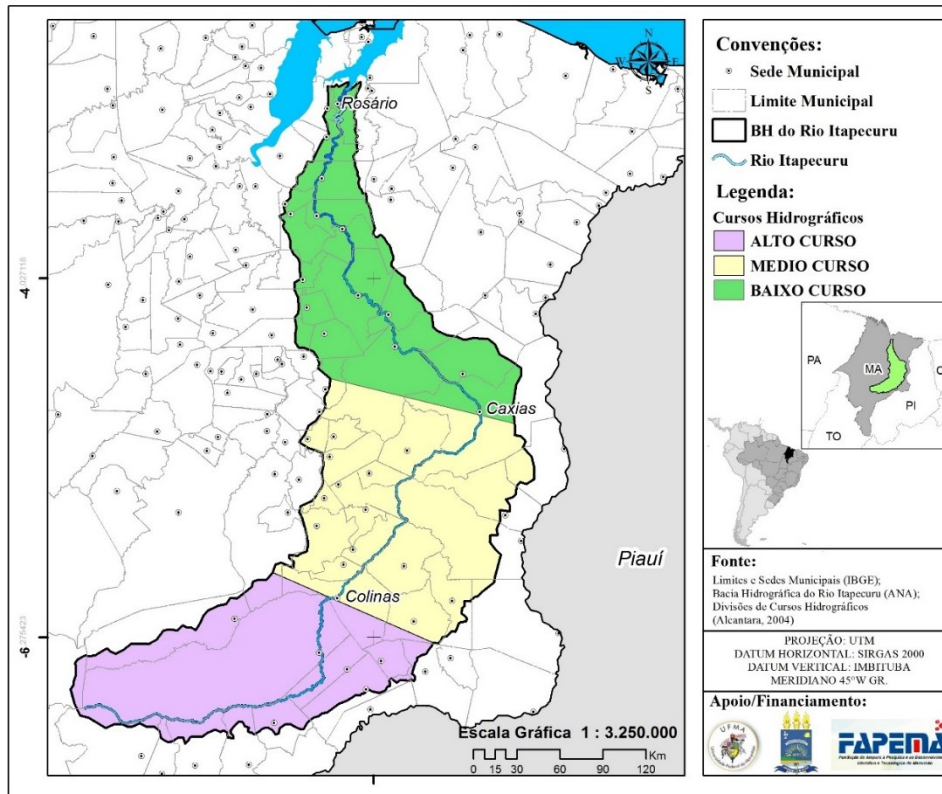 N
W
E
S
Rosário
-4
027118
Caxias
Colinas
Piauí
-6
275423
Escala Gráfica 1 : 3.250.000
0 15 30 60 90 120 Km
Convenções:
Sede Municipal
Limite Municipal
BH do Rio Itapecuru
Rio Itapecuru
Legenda:
Cursos Hidrográficos
ALTO CURSO
MEDIO CURSO
BAIXO CURSO
PA
MA
PI
TO
Fonte:
Limites e Sedes Municipais (IBGE);
Bacia Hidrográfica do Rio Itapecuru (ANA);
Divisões de Cursos Hidrográficos
(Alcantara, 2004)
PROJEÇÃO: UTM
DATUM HORIZONTAL: SIRGAS 2000
DATUM VERTICAL: IMBITUBA
MERIDIANO 45°W GR.
Apoio/Financiamento:
UFMA
FAPEMA